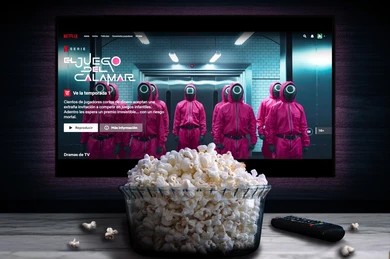 NETFLIX
SERIE
EL JUEGO
DEL
CALAMAR
Ve la temporada 1
Cientos de jugadores cortos de dinero aceptan una
extraña invitación a competir en juegos infantiles.
Adentro les espera un premio irresistible... con un riesgo
mortal.
Reproducir
Más información
Dramas de TV